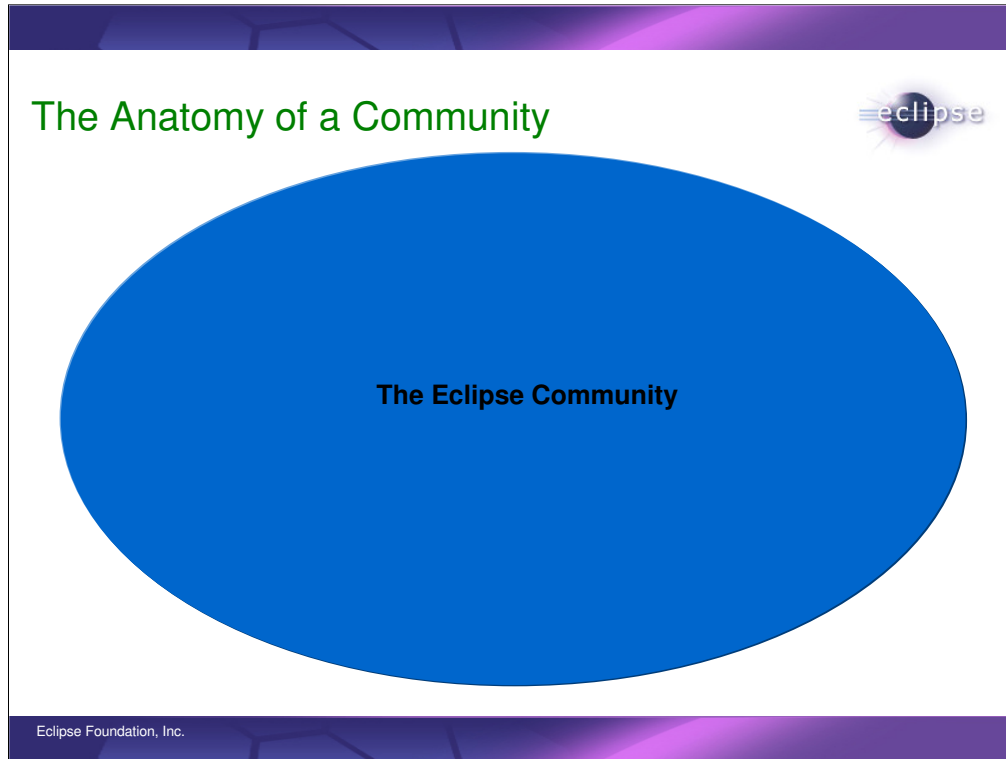 The Anatomy of a Community
eclipse
The Eclipse Community
Eclipse Foundation, Inc.